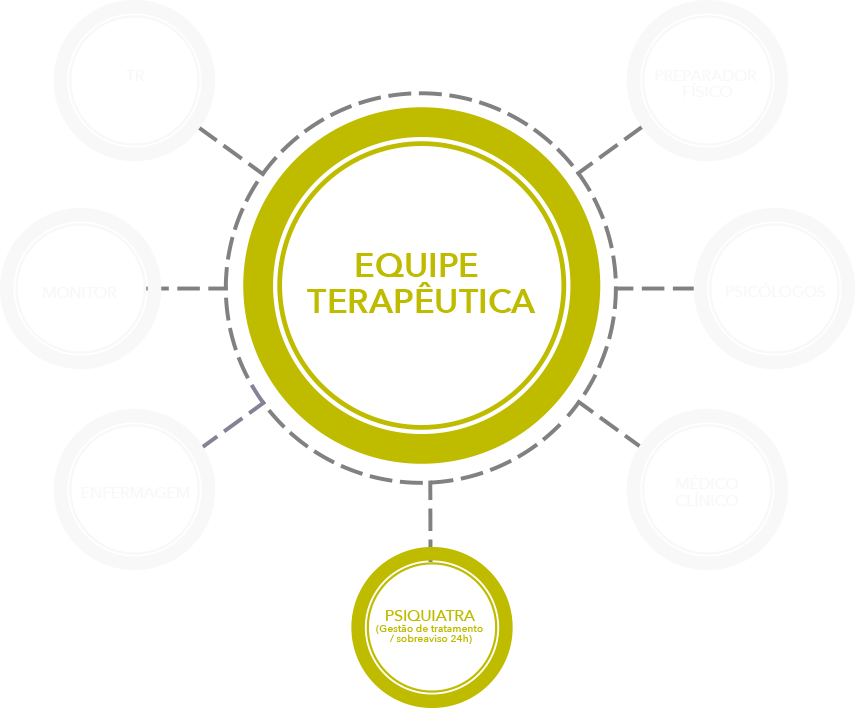 TR
PREPARADOR
FÍSICO
EQUIPE
TERAPÊUTICA
MONITOR
PSICÓLOGOS
ENFERMAGEM
MÉDICO
CLÍNICO
PSIQUIATRA
(Gestão de tratamento
/ sobreaviso 24h)